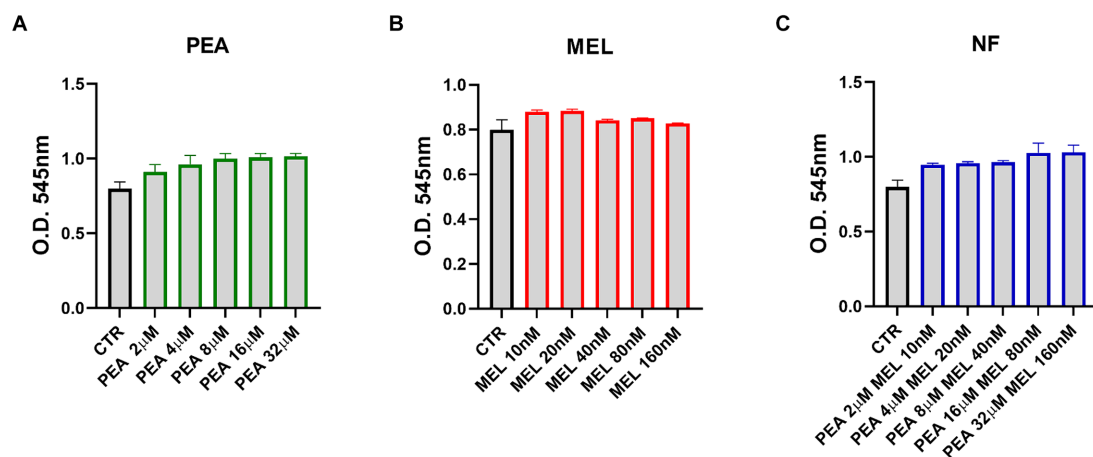 A
PEA
O.D. 545nm
1.5
1.0
0.5
0.0
CTR
PEA 2μM
PEA 4μM
PEA 8μM
PEA 16μM
PEA 32μM
B
MEL
O.D. 545nm
1.0
0.8
0.6
0.4
0.2
0.0
CTR
MEL 10nM
MEL 20nM
MEL 40nM
MEL 80nM
MEL 160nM
C
NF
O.D. 545nm
1.5
1.0
0.5
0.0
CTR
PEA 2μM MEL 10nM
PEA 4μM MEL 20nM
PEA 8μM MEL 40nM
PEA 16μM MEL 80nM
PEA 32μM MEL 160nM